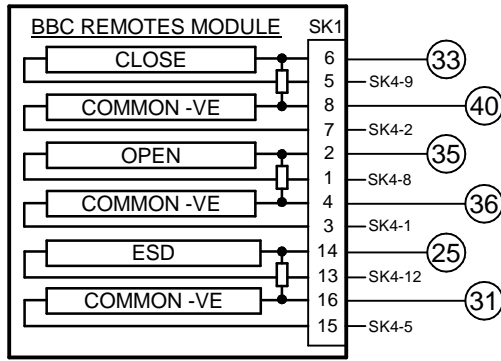 BBC REMOTES MODULE SK1
CLOSE 6 33
5 SK4-9
COMMON -VE 8 40
7 SK4-2
OPEN 2 35
1 SK4-8
COMMON -VE 4 36
3 SK4-1
ESD 14 25
13 SK4-12
COMMON -VE 16 31
15 SK4-5